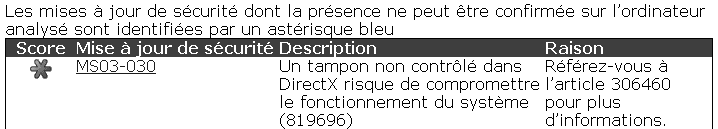 Les mises à jour de sécurité dont la présence ne peut être confirmée sur l'ordinateur
analysé sont identifiées par un astérisque bleu
Score Mise à jour de sécurité Description Raison
MS03-030 Un tampon non contrôlé dans Référez-vous à
DirectX risque de compromettre l'article 306460
le fonctionnement du système pour plus
(819696) d'informations.